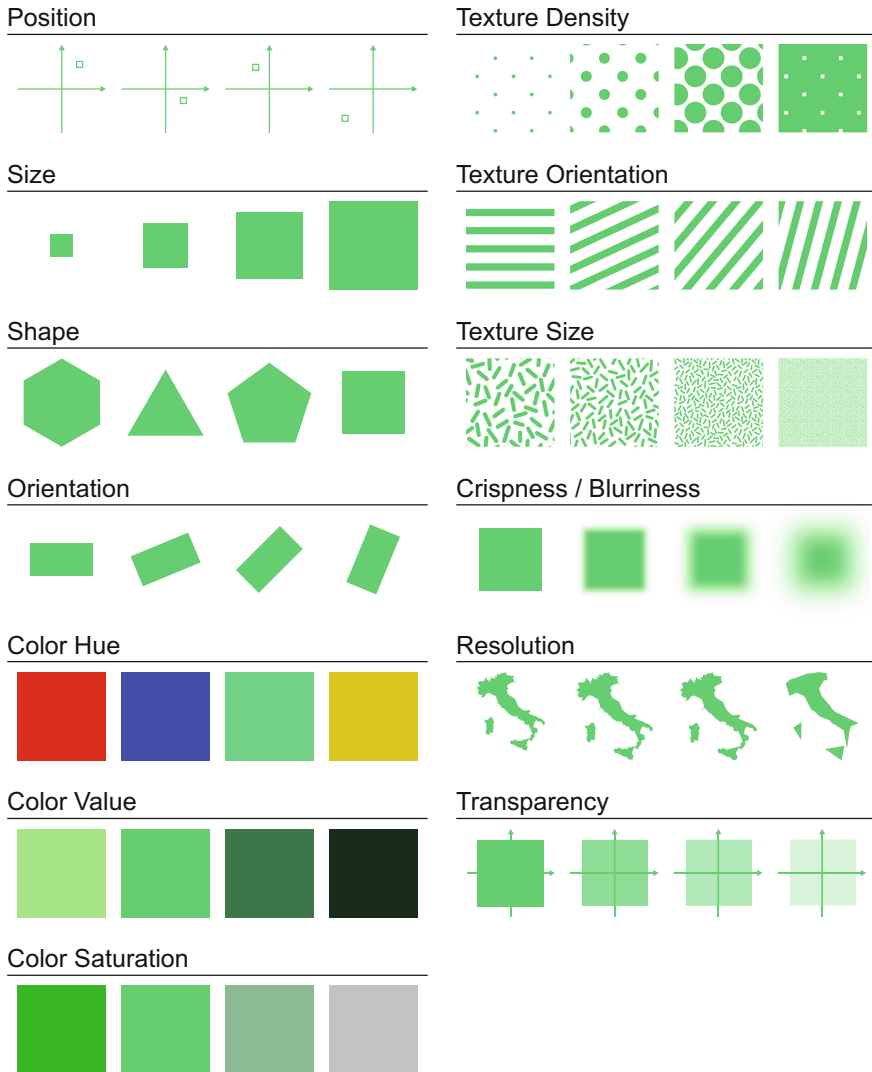 Position
Size
Shape
Orientation
Color Hue
Color Value
Color Saturation
Texture Density
Texture Orientation
Texture Size
Crispness / Blurriness
Resolution
Transparency